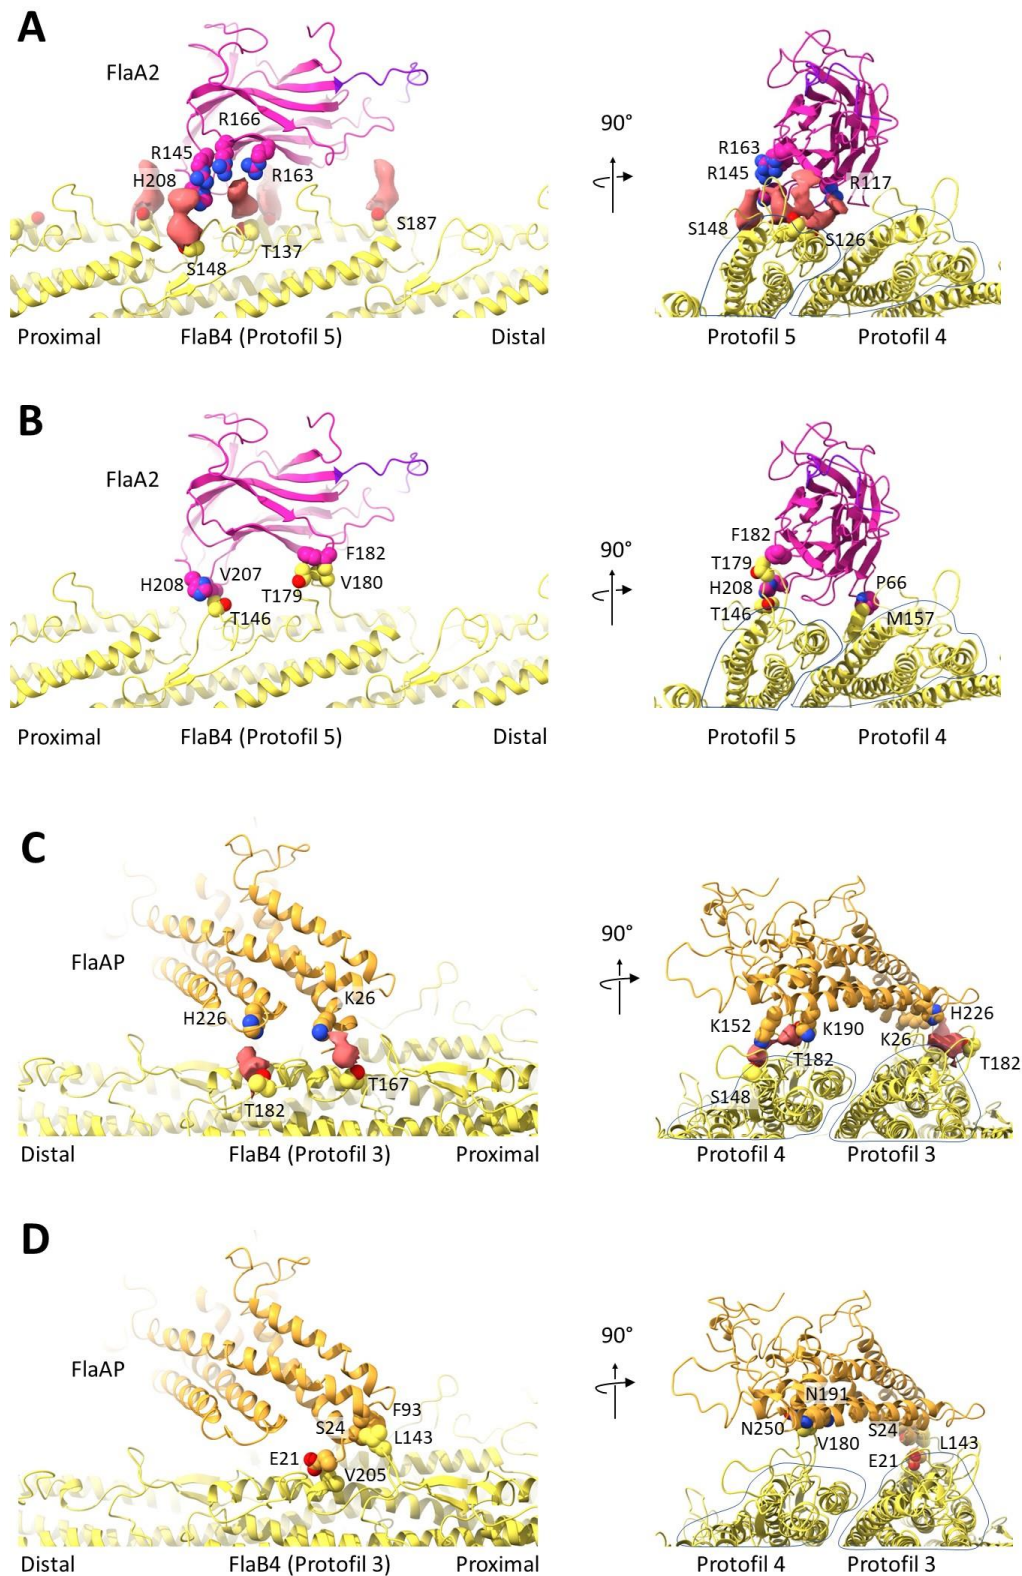 A
FlaA2
R166
R145
H208
R163
S187
T137
S148
Proximal
FlaB4 (Protofil 5)
Distal
90°
R163
R145
R117
S148
S126
Protofil 5
Protofil 4
B
FlaA2
F182
V207
H208
V180
T179
T146
Proximal
FlaB4 (Protofil 5)
Distal
90°
F182
T179
H208
T146
P66
M157
Protofil 5
Protofil 4
C
FlaAP
K26
H226
T167
T182
Distal
FlaB4 (Protofil 3)
Proximal
90°
H226
K152
K190
K26
T182
T182
S148
Protofil 4
Protofil 3
D
FlaAP
F93
S24
L143
E21
V205
Distal
FlaB4 (Protofil 3)
Proximal
90°
N191
N250
S24
V180
L143
E21
Protofil 4
Protofil 3